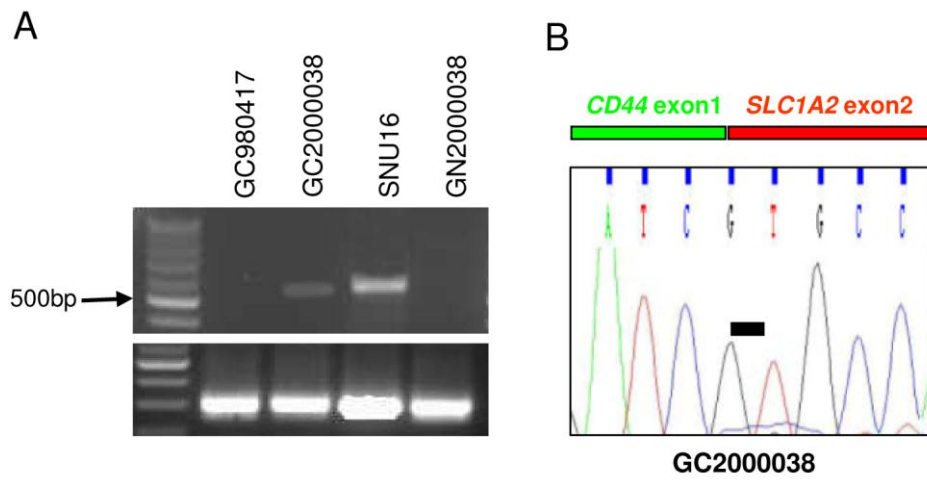 A
GC980417
GC2000038
SNU16
GN2000038
500bp
B
CD44 exon1
SLC1A2 exon2
A T C G T G C C
GC2000038